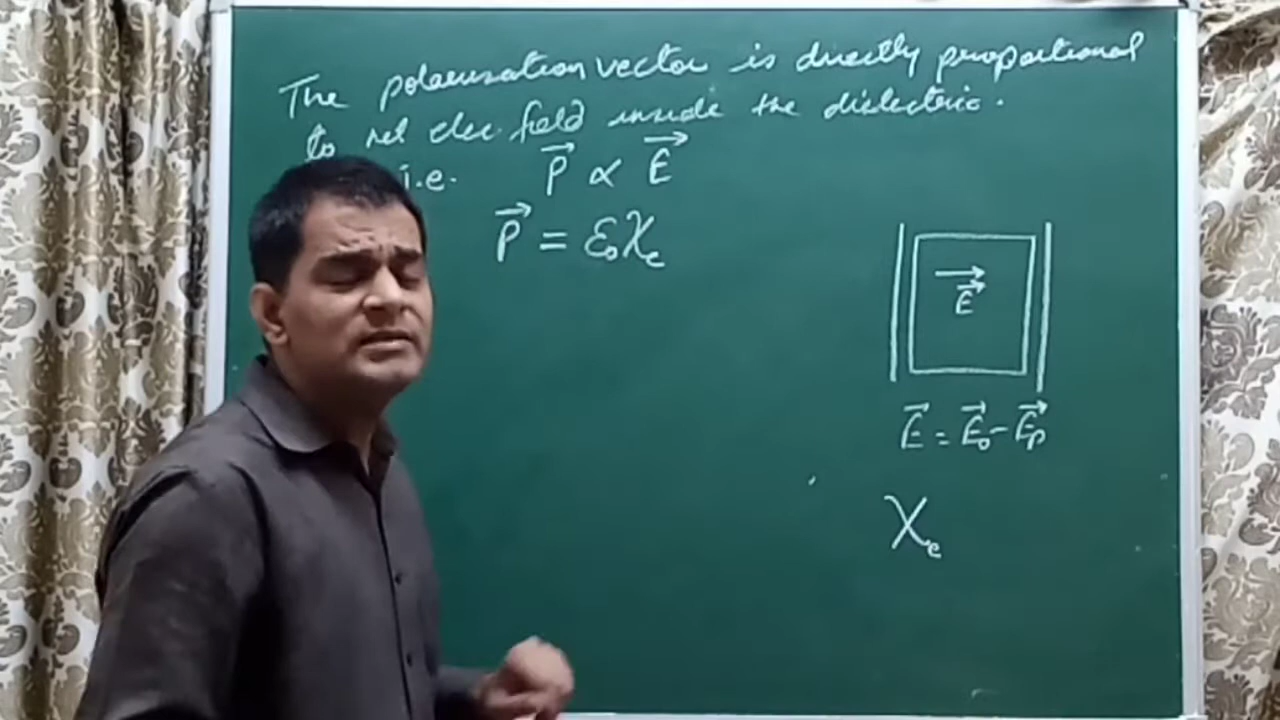 The polarisation vector is directly proportional
to net elec. field inside the dielectric.
i.e. P⃗ ∝ E⃗
P⃗ = ε₀χₑ
E⃗
E⃗ = E⃗₀ - E⃗ₚ
χₑ